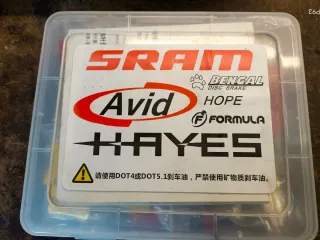 SRAM
BENGAL
DISC BRAKE
Avid
HOPE
FORMULA
HAYES
请使用DOT4或DOT5.1刹车油，严禁使用矿物质刹车油。